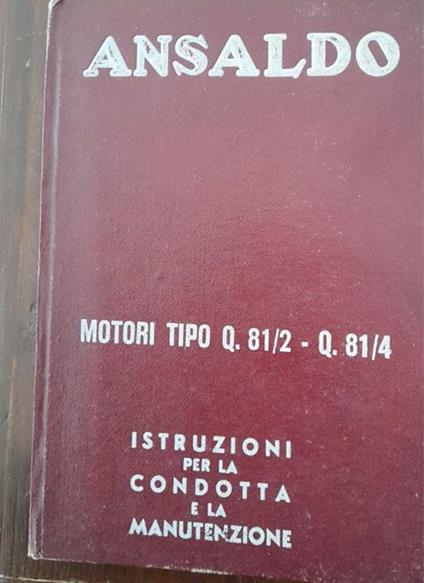 ANSALDO
MOTORI TIPO Q. 81/2 - Q. 81/4
ISTRUZIONI
PER LA
CONDOTTA
E LA
MANUTENZIONE